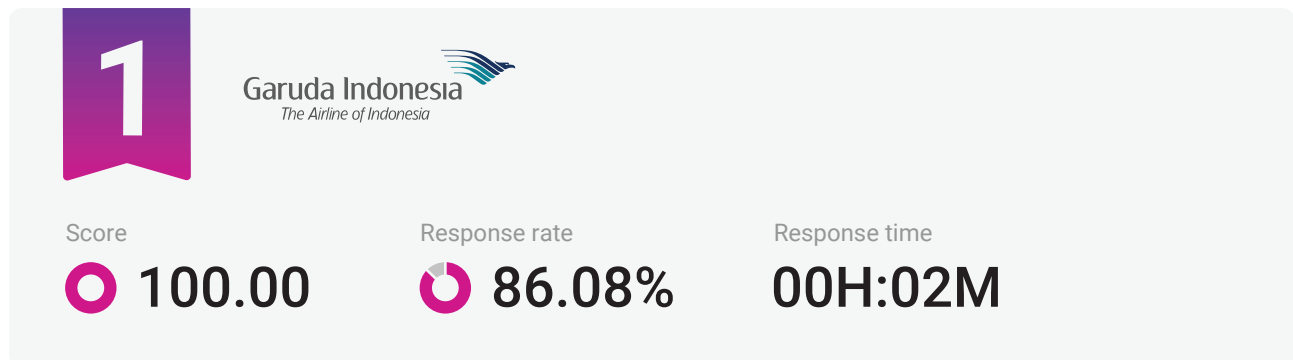 1
Garuda Indonesia
The Airline of Indonesia
Score
Response rate
Response time
100.00
86.08%
00H:02M